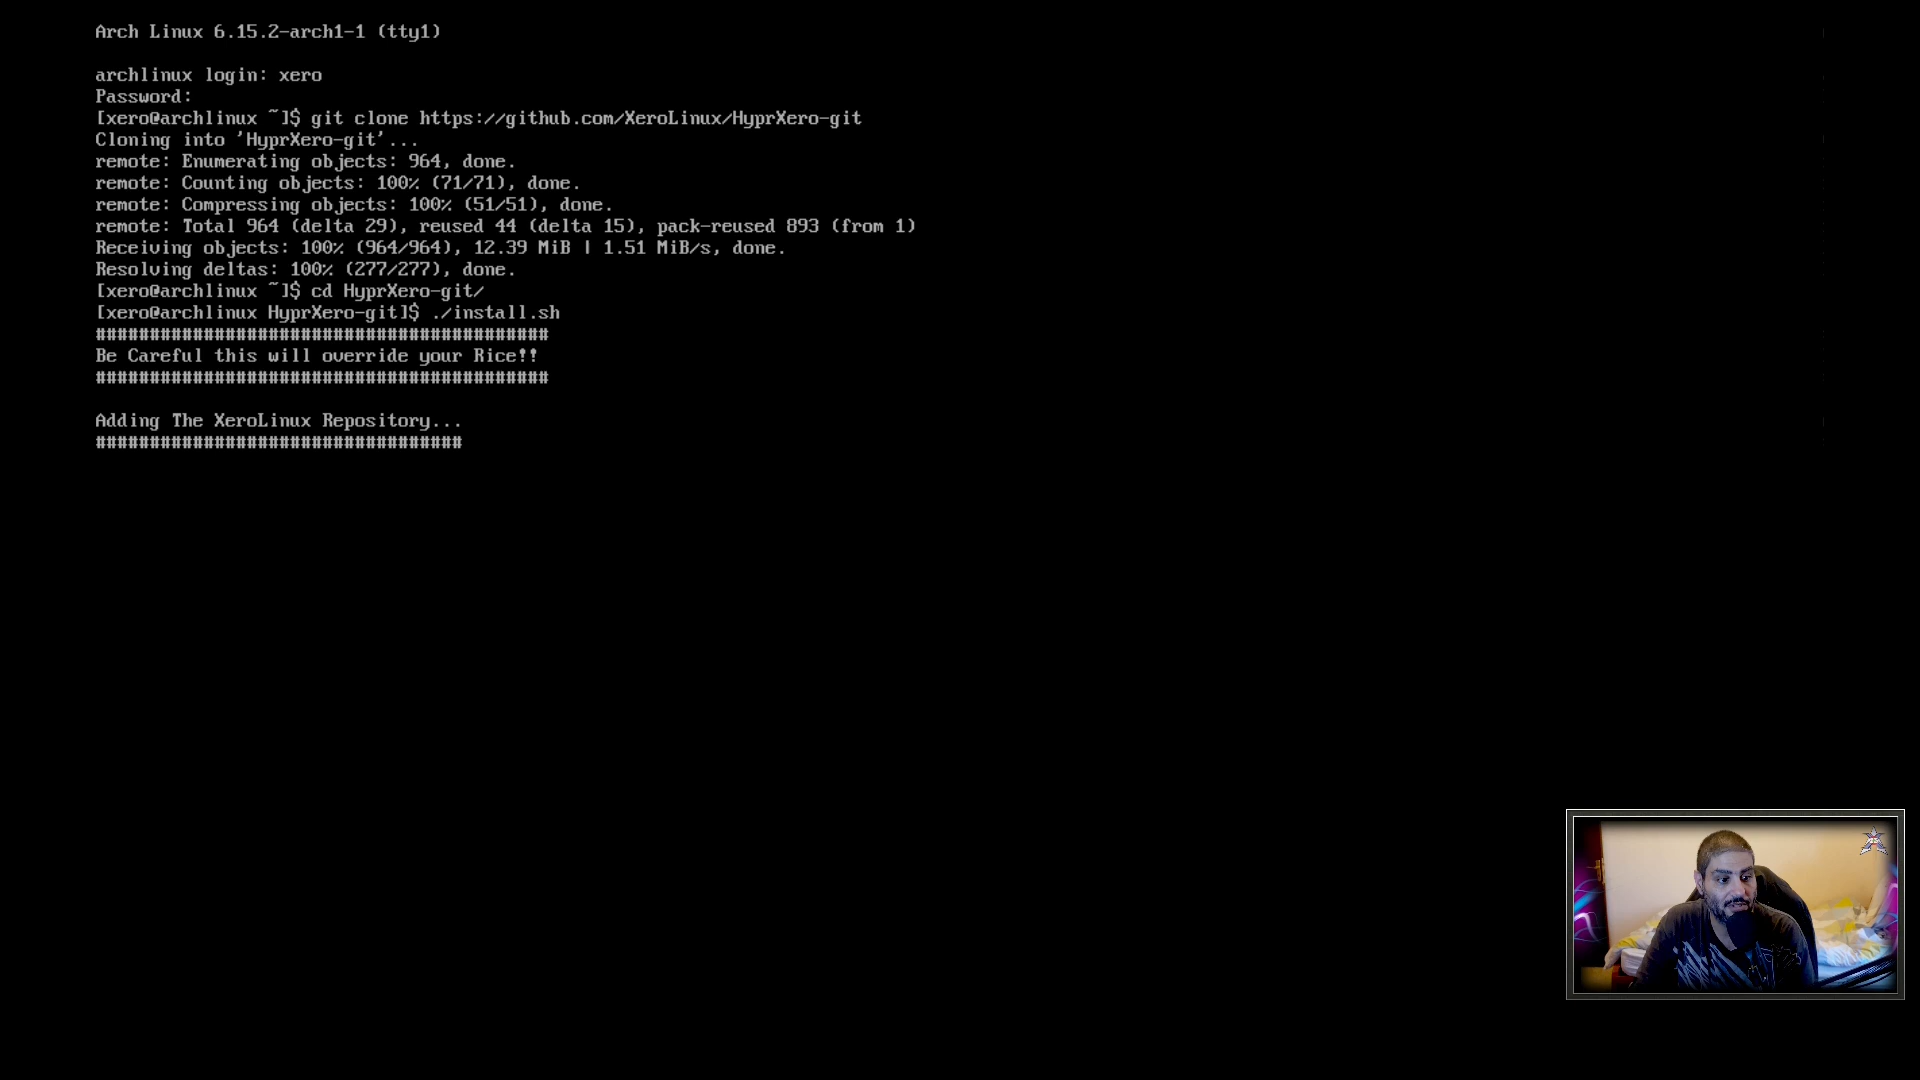 Arch Linux 6.15.2-arch1-1 (tty1)
archlinux login: xero
Password:
[xero@archlinux ~]$ git clone https://github.com/XeroLinux/HyprXero-git
Cloning into 'HyprXero-git'...
remote: Enumerating objects: 964, done.
remote: Counting objects: 100% (71/71), done.
remote: Compressing objects: 100% (51/51), done.
remote: Total 964 (delta 29), reused 44 (delta 15), pack-reused 893 (from 1)
Receiving objects: 100% (964/964), 12.39 MiB | 1.51 MiB/s, done.
Resolving deltas: 100% (277/277), done.
[xero@archlinux ~]$ cd HyprXero-git/
[xero@archlinux HyprXero-git]$ ./install.sh
##########################################
Be Careful this will override your Rice!!
##########################################
Adding The XeroLinux Repository...
##################################